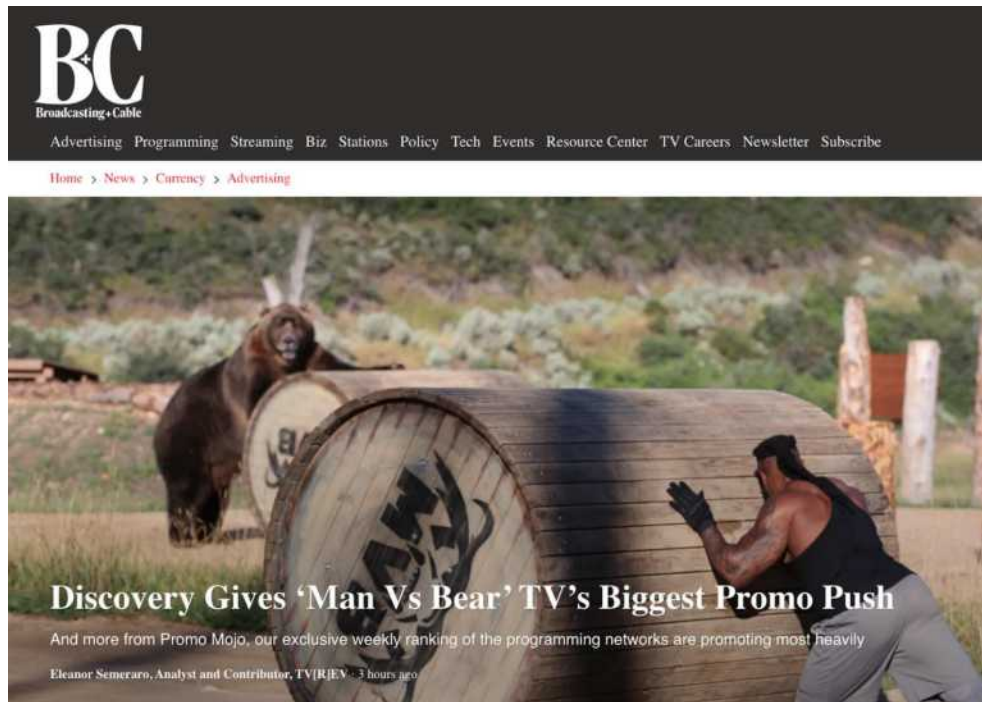 B+C
Broadcasting+Cable
Advertising Programming Streaming Biz Stations Policy Tech Events Resource Center TV Careers Newsletter Subscribe
Home > News > Currency > Advertising
Discovery Gives ‘Man Vs Bear’ TV’s Biggest Promo Push
And more from Promo Mojo, our exclusive weekly ranking of the programming networks are promoting most heavily
Eleanor Semeraro, Analyst and Contributor, TV[R]EV · 3 hours ago